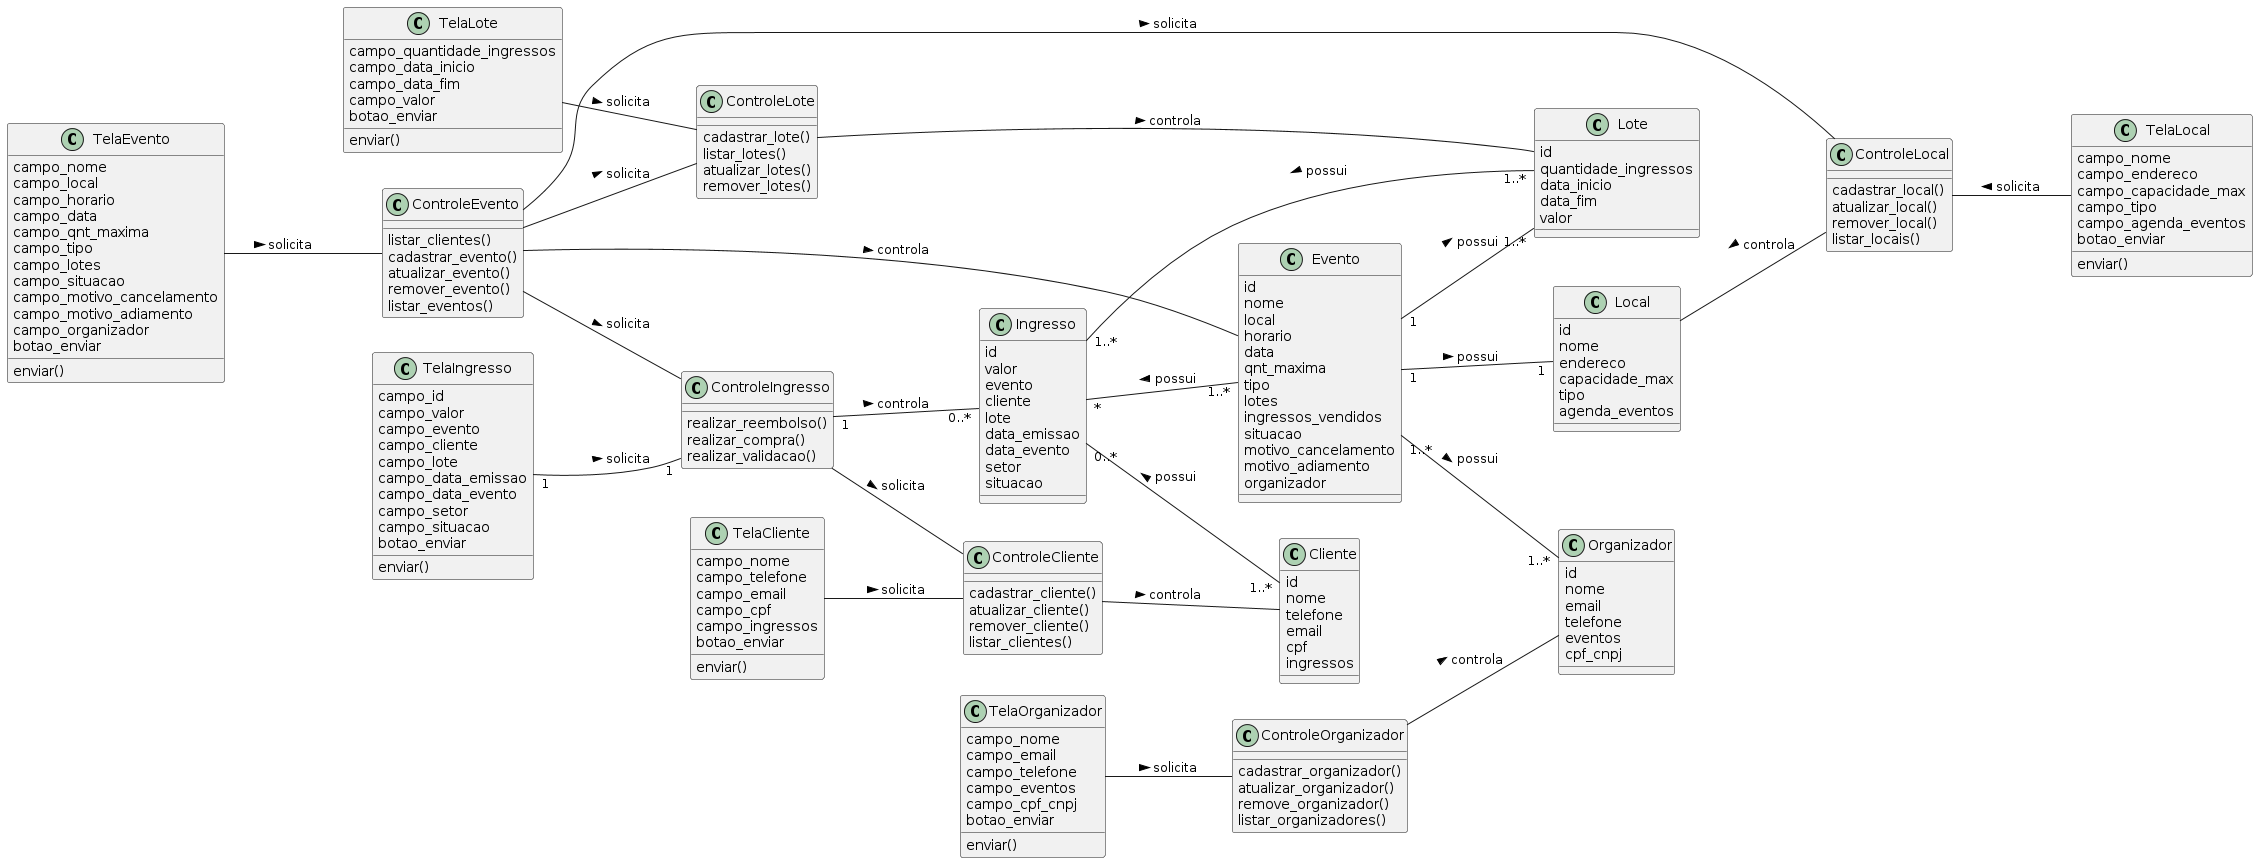 TelaEvento
campo_nome
campo_local
campo_horario
campo_data
campo_qnt_maxima
campo_tipo
campo_lotes
campo_situacao
campo_motivo_cancelamento
campo_motivo_adiamento
campo_organizador
botao_enviar
enviar()
solicita
TelaLote
campo_quantidade_ingressos
campo_data_inicio
campo_data_fim
campo_valor
botao_enviar
enviar()
solicita
ControleEvento
listar_clientes()
cadastrar_evento()
atualizar_evento()
remover_evento()
listar_eventos()
solicita
solicita
controla
solicita
TelaIngresso
campo_id
campo_valor
campo_evento
campo_cliente
campo_lote
campo_data_emissao
campo_data_evento
campo_setor
campo_situacao
botao_enviar
enviar()
solicita
1
1
ControleLote
cadastrar_lote()
listar_lotes()
atualizar_lotes()
remover_lotes()
controla
ControleIngresso
realizar_reembolso()
realizar_compra()
realizar_validacao()
controla
1
0..*
solicita
TelaCliente
campo_nome
campo_telefone
campo_email
campo_cpf
campo_ingressos
botao_enviar
enviar()
solicita
Ingresso
id
valor
evento
cliente
lote
data_emissao
data_evento
setor
situacao
possui
1..*
1..*
possui
*
1..*
possui
0..*
1..*
ControleCliente
cadastrar_cliente()
atualizar_cliente()
remover_cliente()
listar_clientes()
controla
TelaOrganizador
campo_nome
campo_email
campo_telefone
campo_eventos
campo_cpf_cnpj
botao_enviar
enviar()
solicita
Evento
id
nome
local
horario
data
qnt_maxima
tipo
lotes
ingressos_vendidos
situacao
motivo_cancelamento
motivo_adiamento
organizador
possui
1
1..*
possui
1
1
possui
1..*
1..*
Cliente
id
nome
telefone
email
cpf
ingressos
ControleOrganizador
cadastrar_organizador()
atualizar_organizador()
remove_organizador()
listar_organizadores()
controla
Lote
id
quantidade_ingressos
data_inicio
data_fim
valor
Local
id
nome
endereco
capacidade_max
tipo
agenda_eventos
Organizador
id
nome
email
telefone
eventos
cpf_cnpj
ControleLocal
cadastrar_local()
atualizar_local()
remover_local()
listar_locais()
controla
solicita
TelaLocal
campo_nome
campo_endereco
campo_capacidade_max
campo_tipo
campo_agenda_eventos
botao_enviar
enviar()